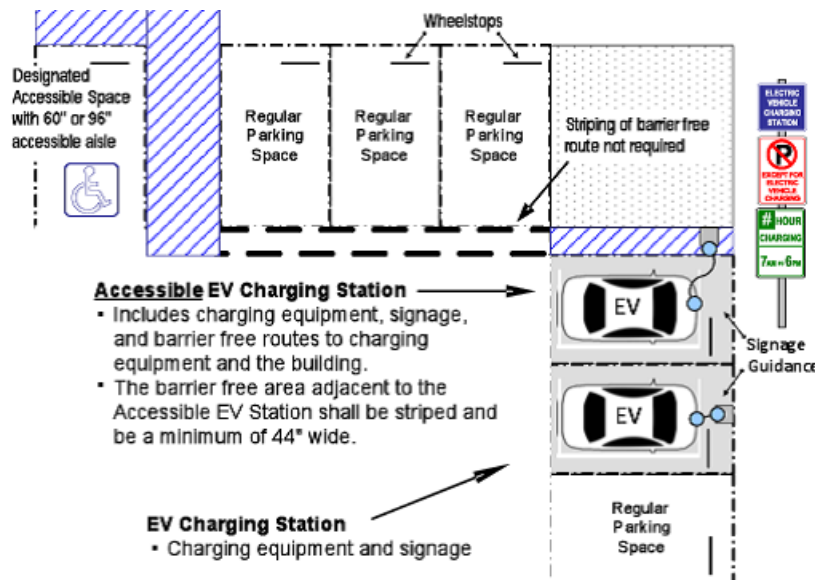 Wheelstops
Designated
Accessible Space
with 60" or 96"
accessible aisle
Regular
Parking
Space
Regular
Parking
Space
Regular
Parking
Space
Striping of barrier free
route not required
ELECTRIC
VEHICLE
CHARGING
STATION
P
EXCEPT FOR
ELECTRIC
VEHICLE
CHARGING
# HOUR
CHARGING
7AM TO 6PM
Accessible EV Charging Station
• Includes charging equipment, signage,
and barrier free routes to charging
equipment and the building.
• The barrier free area adjacent to the
Accessible EV Station shall be striped and
be a minimum of 44" wide.
EV
Signage
Guidance
EV
EV Charging Station
• Charging equipment and signage
Regular
Parking
Space